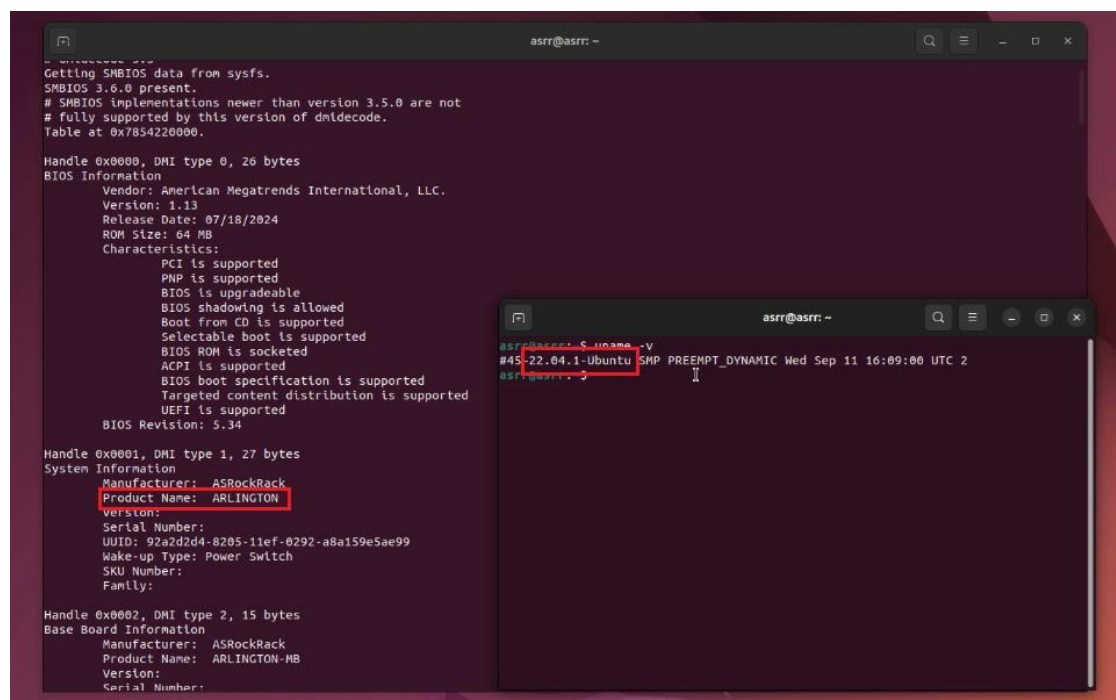 asrr@asrr: ~
Getting SMBIOS data from sysfs.
SMBIOS 3.6.0 present.
# SMBIOS implementations newer than version 3.5.0 are not
# fully supported by this version of dmidecode.
Table at 0x7854220000.
Handle 0x0000, DMI type 0, 26 bytes
BIOS Information
Vendor: American Megatrends International, LLC.
Version: 1.13
Release Date: 07/18/2024
ROM Size: 64 MB
Characteristics:
PCI is supported
PNP is supported
BIOS is upgradeable
BIOS shadowing is allowed
Boot from CD is supported
Selectable boot is supported
BIOS ROM is socketed
ACPI is supported
BIOS boot specification is supported
Targeted content distribution is supported
UEFI is supported
BIOS Revision: 5.34
Handle 0x0001, DMI type 1, 27 bytes
System Information
Manufacturer: ASRockRack
Product Name: ARLINGTON
Version:
Serial Number:
UUID: 92a2d2d4-8205-11ef-0292-a8a159e5ae99
Wake-up Type: Power Switch
SKU Number:
Family:
Handle 0x0002, DMI type 2, 15 bytes
Base Board Information
Manufacturer: ASRockRack
Product Name: ARLINGTON-MB
Version:
Serial Number:
asrr@asrr: ~
$ uname -v
#45-22.04.1-Ubuntu SMP PREEMPT_DYNAMIC Wed Sep 11 16:09:00 UTC 2
$